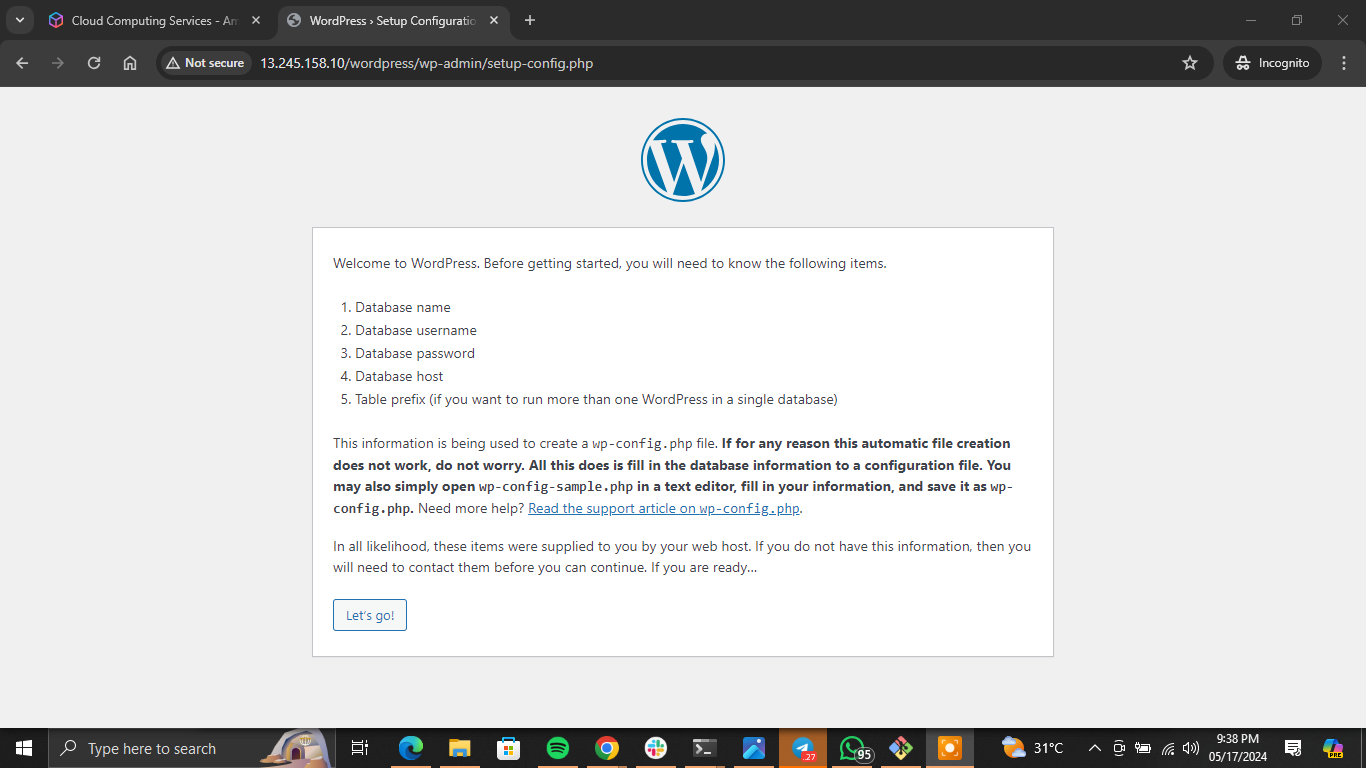 Cloud Computing Services - Am
WordPress › Setup Configuratio
Not secure
13.245.158.10/wordpress/wp-admin/setup-config.php
Incognito
Welcome to WordPress. Before getting started, you will need to know the following items.
1. Database name
2. Database username
3. Database password
4. Database host
5. Table prefix (if you want to run more than one WordPress in a single database)
This information is being used to create a wp-config.php file. If for any reason this automatic file creation
does not work, do not worry. All this does is fill in the database information to a configuration file. You
may also simply open wp-config-sample.php in a text editor, fill in your information, and save it as wp-
config.php. Need more help? Read the support article on wp-config.php.
In all likelihood, these items were supplied to you by your web host. If you do not have this information, then you
will need to contact them before you can continue. If you are ready…
Let's go!
Type here to search
.27
95
31°C
9:38 PM
05/17/2024
PRE